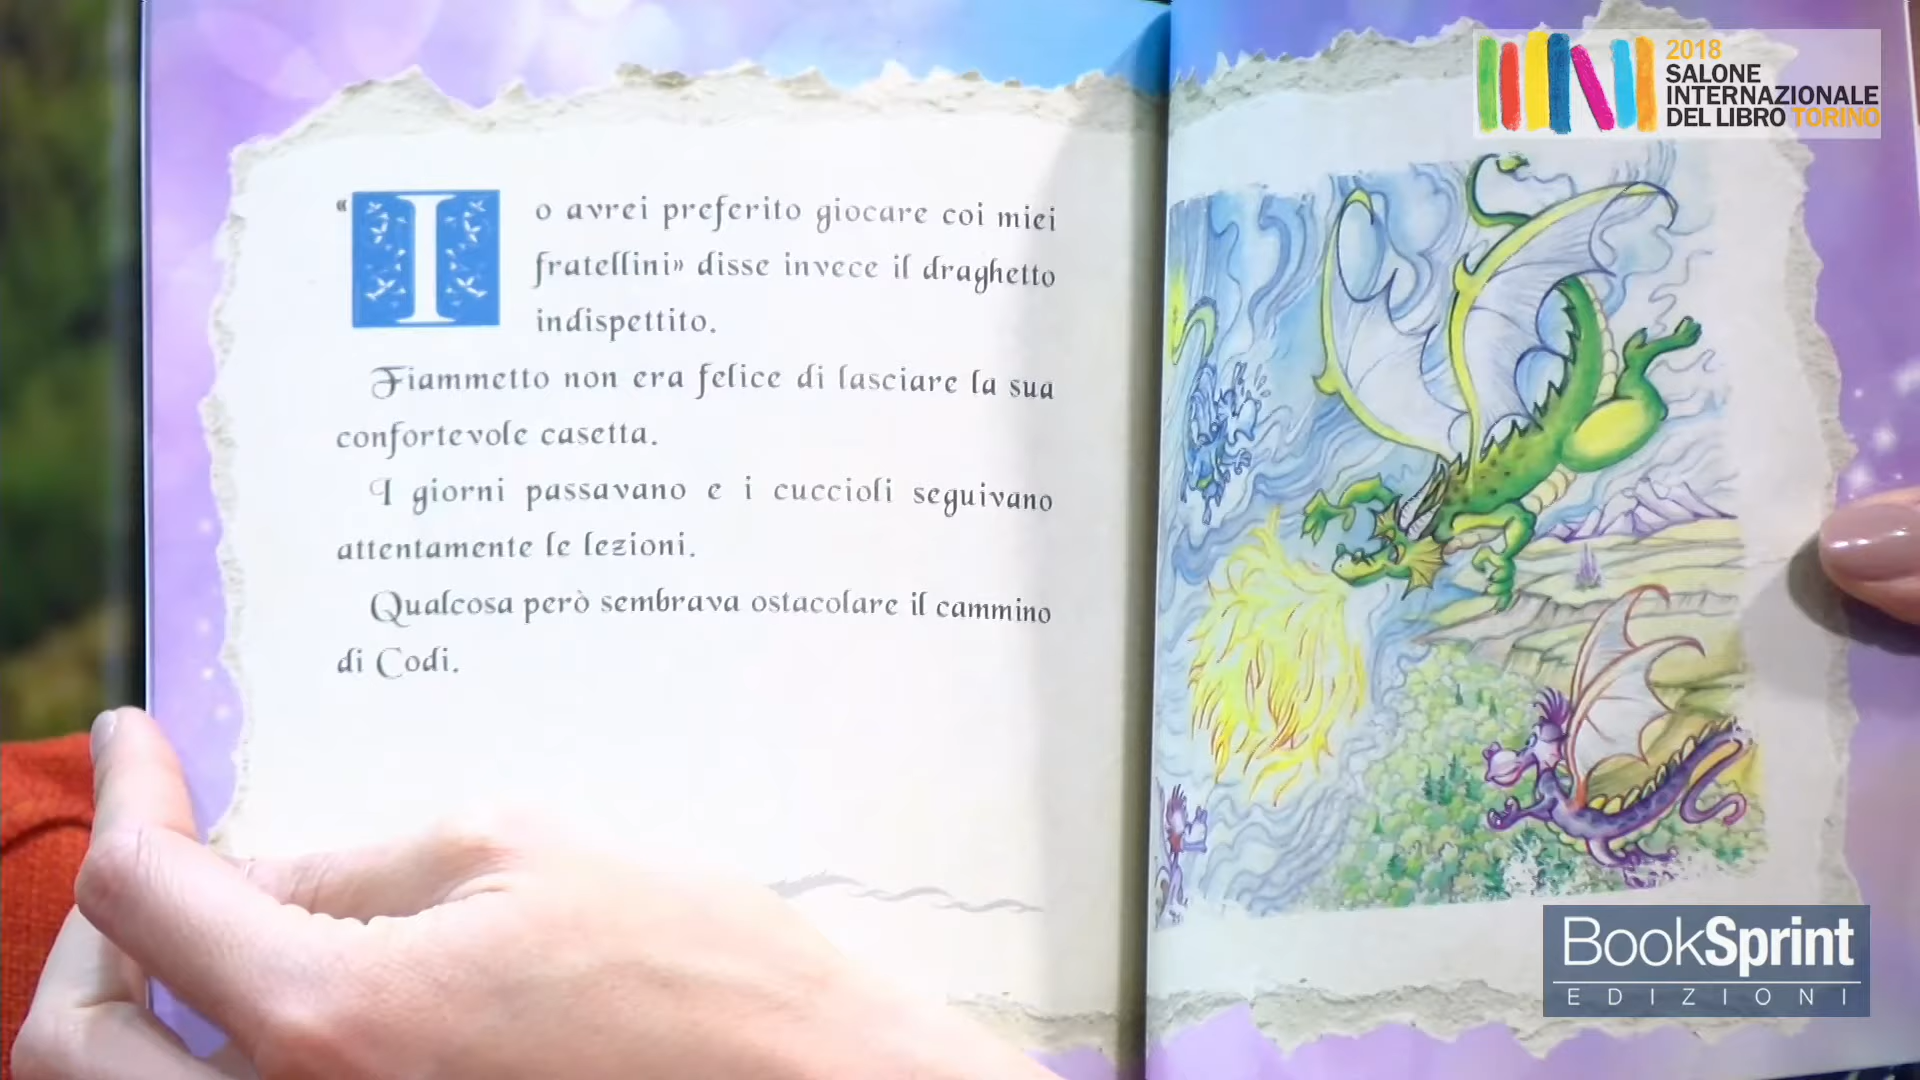 «Io avrei preferito giocare coi miei
fratellini» disse invece il draghetto
indispettito.
Fiammetto non era felice di lasciare la sua
confortevole casetta.
I giorni passavano e i cuccioli seguivano
attentamente le lezioni.
Qualcosa però sembrava ostacolare il cammino
di Codi.
2018
SALONE
INTERNAZIONALE
DEL LIBRO TORINO
BookSprint
EDIZIONI